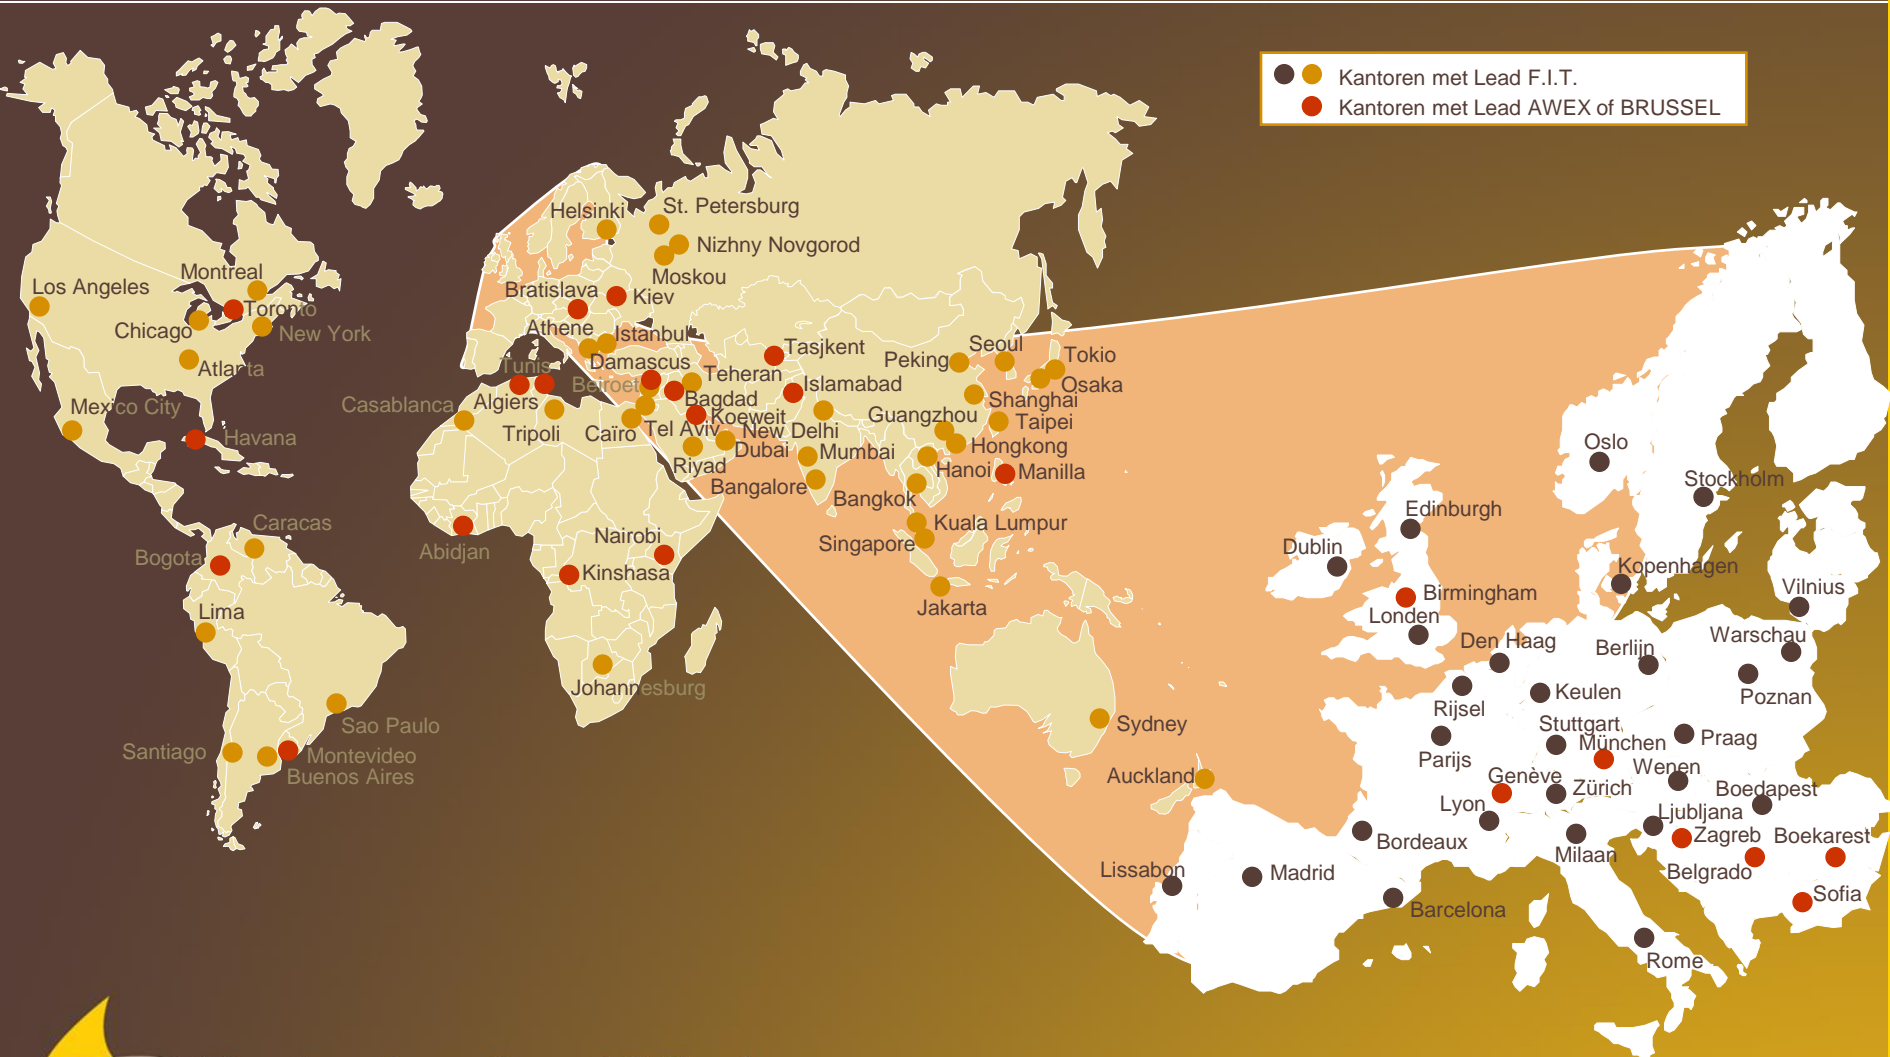 Kantoren met Lead F.I.T.
Kantoren met Lead AWEX of BRUSSEL
Helsinki
St. Petersburg
Nizhny Novgorod
Moskou
Montreal
Los Angeles
Toronto
Chicago
New York
Atlanta
Mexico City
Havana
Bratislava
Kiev
Athene
Istanbul
Tunis
Damascus
Beiroet
Teheran
Bagdad
Koeweit
Casablanca
Algiers
Tripoli
Caïro
Tel Aviv
New Delhi
Dubai
Riyad
Tasjkent
Islamabad
Mumbai
Bangalore
Peking
Seoul
Tokio
Osaka
Shanghai
Guangzhou
Taipei
Hongkong
Hanoi
Manilla
Bangkok
Kuala Lumpur
Singapore
Jakarta
Caracas
Bogota
Lima
Sao Paulo
Santiago
Montevideo
Buenos Aires
Abidjan
Nairobi
Kinshasa
Johannesburg
Sydney
Auckland
Oslo
Stockholm
Edinburgh
Dublin
Kopenhagen
Birmingham
Vilnius
Londen
Den Haag
Berlijn
Warschau
Rijsel
Keulen
Poznan
Stuttgart
Parijs
München
Praag
Genève
Wenen
Zürich
Boedapest
Lyon
Ljubljana
Bordeaux
Milaan
Zagreb
Boekarest
Lissabon
Madrid
Belgrado
Sofia
Barcelona
Rome